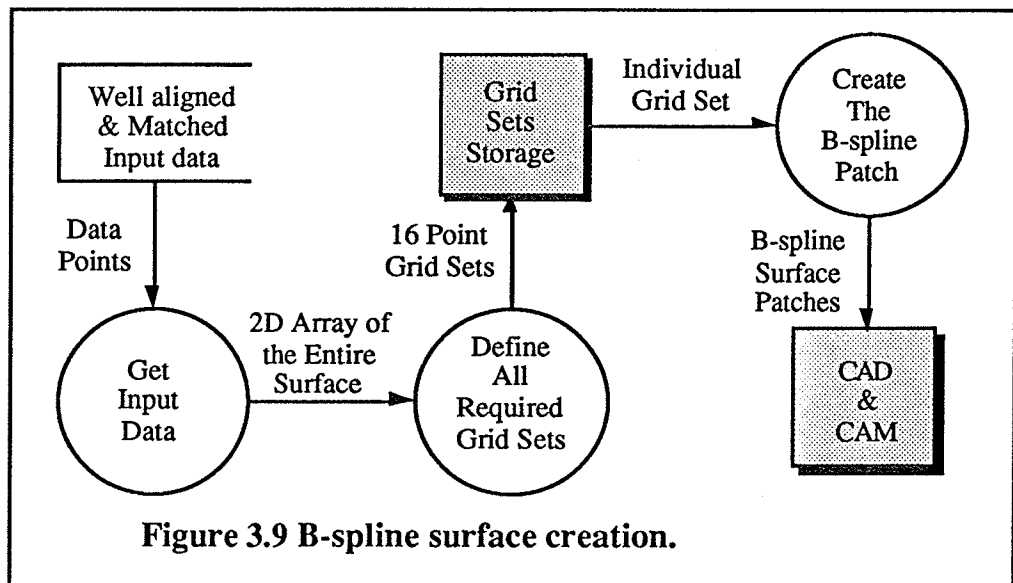 Well aligned
& Matched
Input data
Data
Points
Get
Input
Data
2D Array of
the Entire
Surface
Define
All
Required
Grid Sets
16 Point
Grid Sets
Grid
Sets
Storage
Individual
Grid Set
Create
The
B-spline
Patch
B-spline
Surface
Patches
CAD
&
CAM
Figure 3.9 B-spline surface creation.